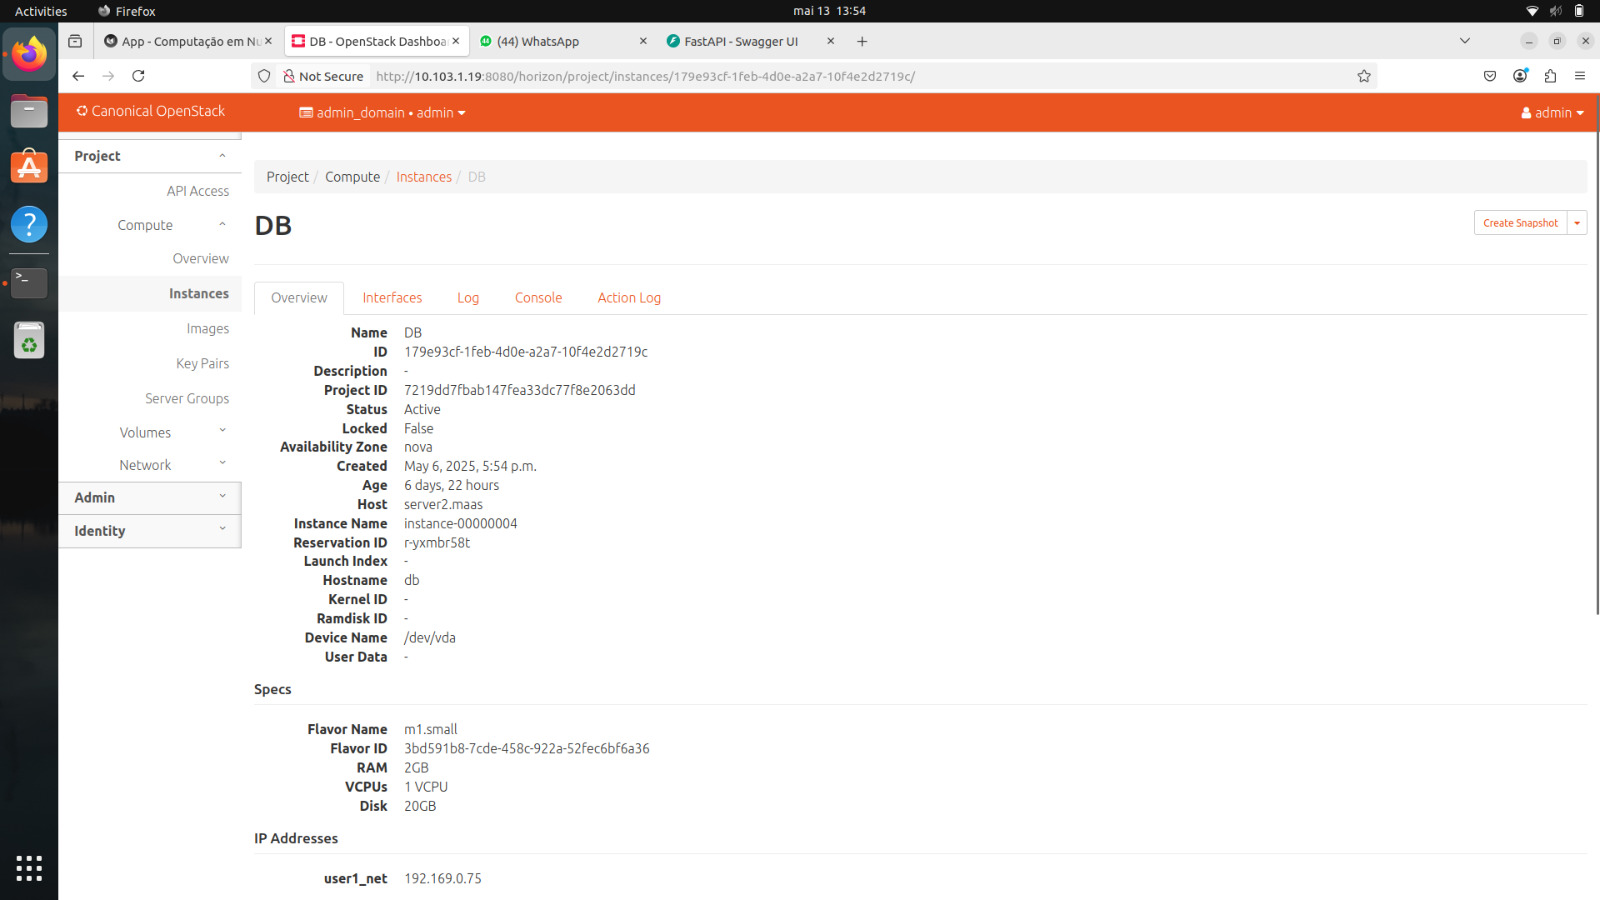 Activities Firefox mai 13 13:54
App - Computação em Nu DB - OpenStack Dashboa (44) WhatsApp FastAPI - Swagger UI
Not Secure http://10.103.1.19:8080/horizon/project/instances/179e93cf-1feb-4d0e-a2a7-10f4e2d2719c/
Canonical OpenStack admin_domain • admin admin
Project
API Access
Compute
Overview
Instances
Images
Key Pairs
Server Groups
Volumes
Network
Admin
Identity
Project / Compute / Instances / DB
DB
Create Snapshot
Overview Interfaces Log Console Action Log
Name DB
ID 179e93cf-1feb-4d0e-a2a7-10f4e2d2719c
Description -
Project ID 7219dd7fbab147fea33dc77f8e2063dd
Status Active
Locked False
Availability Zone nova
Created May 6, 2025, 5:54 p.m.
Age 6 days, 22 hours
Host server2.maas
Instance Name instance-00000004
Reservation ID r-yxmbr58t
Launch Index -
Hostname db
Kernel ID -
Ramdisk ID -
Device Name /dev/vda
User Data -
Specs
Flavor Name m1.small
Flavor ID 3bd591b8-7cde-458c-922a-52fec6bf6a36
RAM 2GB
VCPUs 1 VCPU
Disk 20GB
IP Addresses
user1_net 192.169.0.75